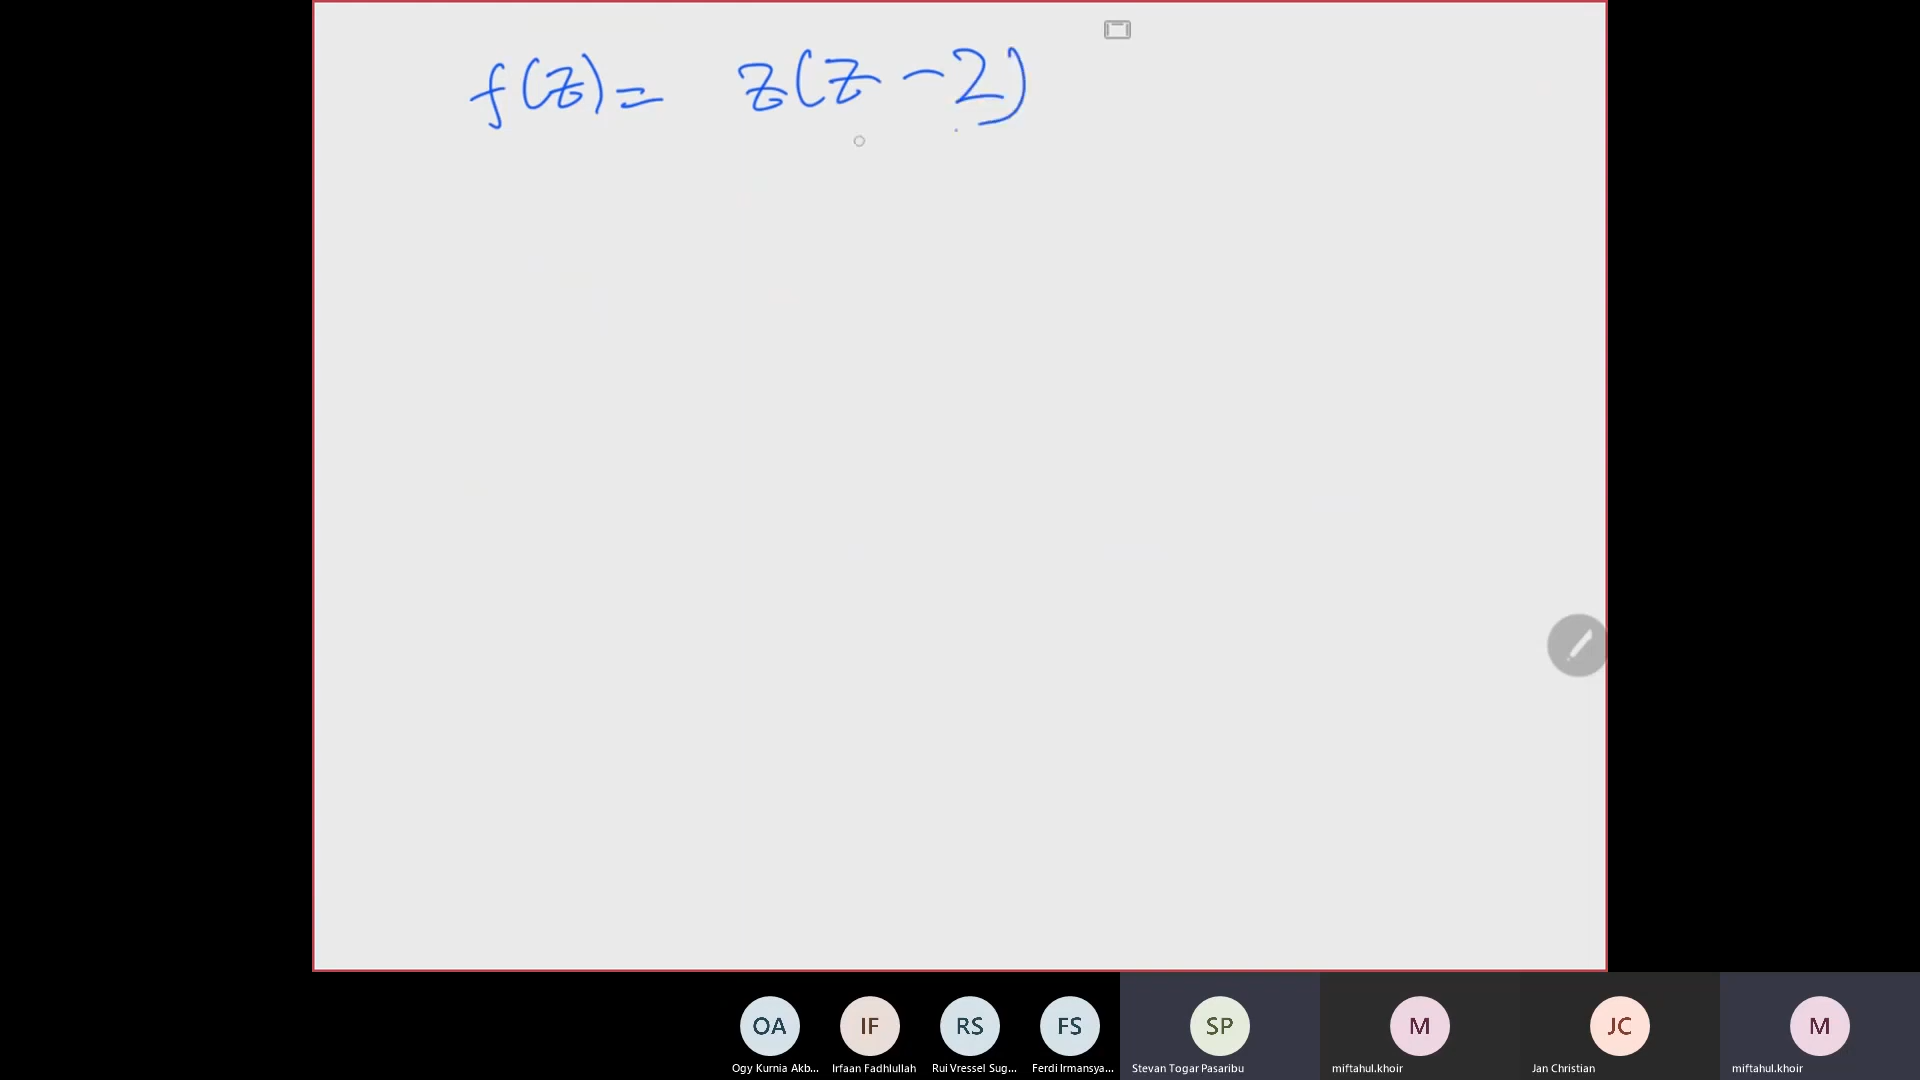 f(z) = z(z - 2)
OA
IF
RS
FS
SP
M
JC
M
Ogy Kurnia Akb...
Irfaan Fadhlullah
Rui Vressel Sug...
Ferdi Irmansya...
Stevan Togar Pasaribu
miftahul.khoir
Jan Christian
miftahul.khoir